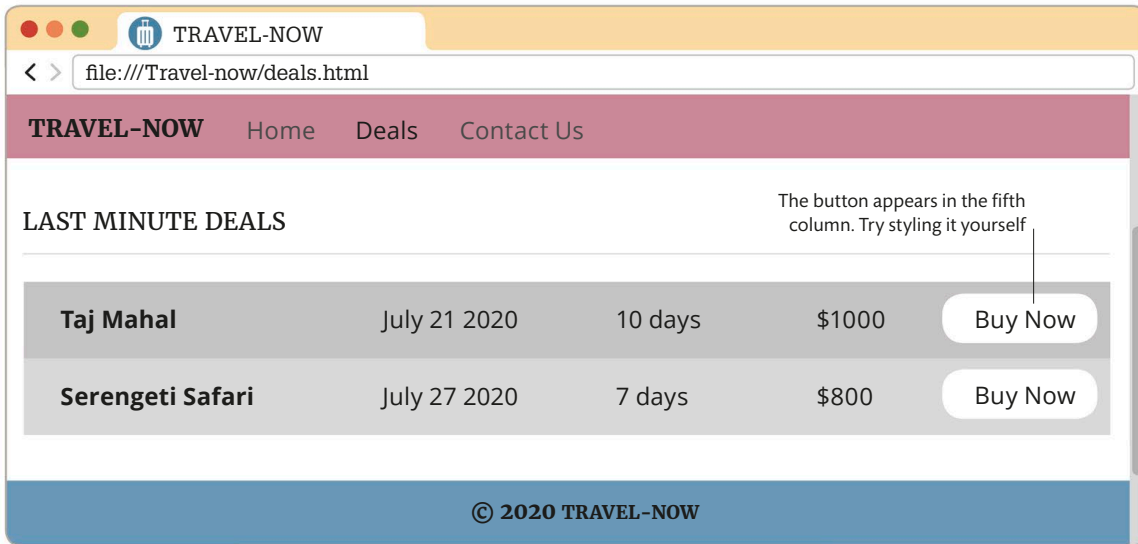 TRAVEL-NOW
file:///Travel-now/deals.html
TRAVEL-NOW Home Deals Contact Us
The button appears in the fifth
column. Try styling it yourself
LAST MINUTE DEALS
Taj Mahal July 21 2020 10 days $1000 Buy Now
Serengeti Safari July 27 2020 7 days $800 Buy Now
© 2020 TRAVEL-NOW